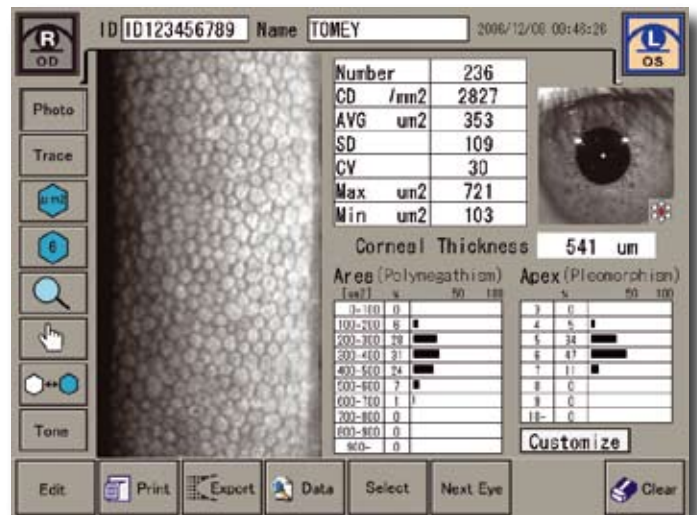 R
OD
ID ID123456789 Name TOMEY 2006/12/06 09:46:26
L
OS
Photo
Trace
um2
6
Tone
Number 236
CD /mm2 2827
AVG um2 353
SD 109
CV 30
Max um2 721
Min um2 103
Corneal Thickness 541 um
Area (Polymegathism)
[um2] % 50 100
0-100 0
100-200 6
200-300 28
300-400 31
400-500 24
500-600 7
600-700 1
700-800 0
800-900 0
900- 0
Apex (Pleomorphism)
% 50 100
3 0
4 5
5 34
6 47
7 11
8 0
9 0
10- 0
Customize
Edit
Print
Export
Data
Select
Next Eye
Clear